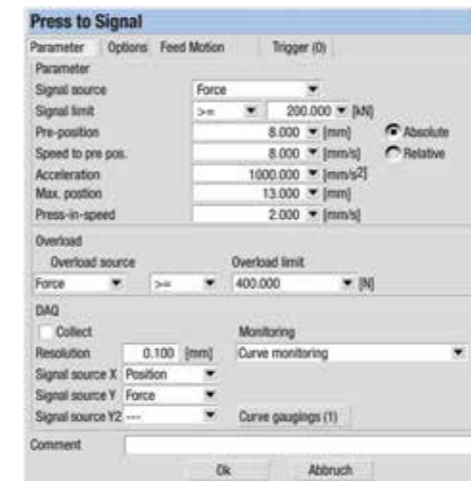 Press to Signal
Parameter Options Feed Motion Trigger (0)
Parameter
Signal source Force
Signal limit >= 200.000 [kN]
Pre-position 8.000 [mm] Absolute
Speed to pre pos. 8.000 [mm/s] Relative
Acceleration 1000.000 [mm/s2]
Max. postion 13.000 [mm]
Press-in-speed 2.000 [mm/s]
Overload
Overload source Overload limit
Force >= 400.000 [N]
DAQ
Collect Monitoring
Resolution 0.100 [mm] Curve monitoring
Signal source X Position
Signal source Y Force
Signal source Y2 --- Curve gaugings (1)
Comment
Ok Abbruch